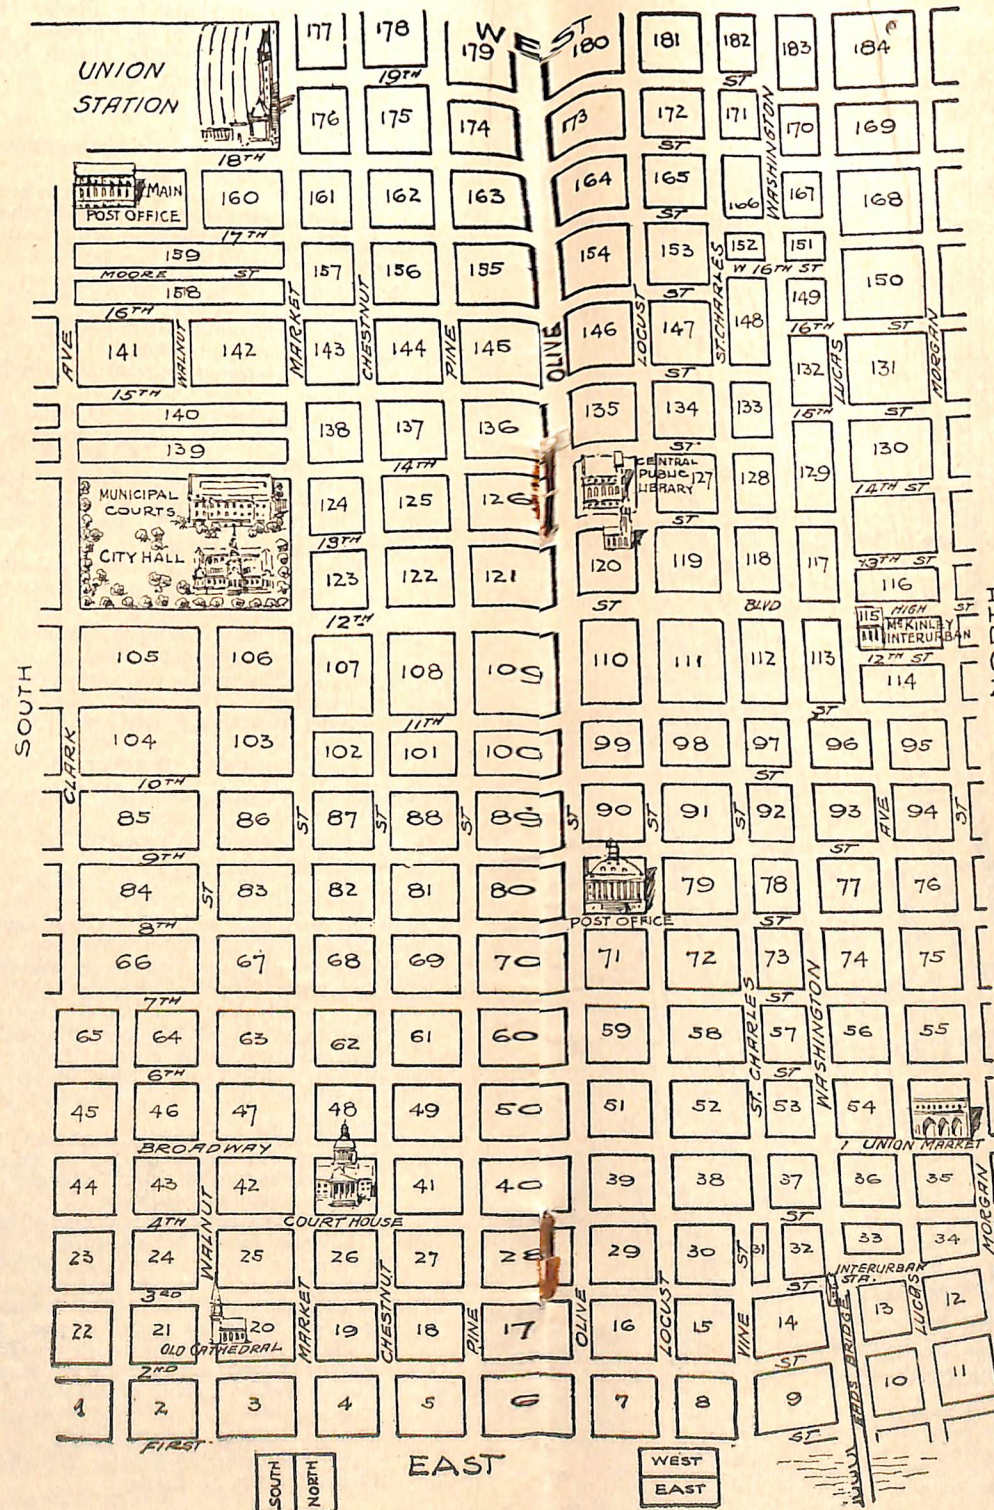 WEST
177 178 179 180 181 182 183 184
UNION
STATION
19TH ST
176 175 174 173 172 171 WASHINGTON 170 169
18TH ST
MAIN
POST OFFICE
160 161 162 163 164 165 166 167 168
17TH ST
159
MOORE ST
158
157 156 155 154 153 152 151
W 16TH ST
150
149
148
16TH ST
16TH ST
AVE WALNUT MARKET CHESTNUT PINE OLIVE LOCUST ST.CHARLES LUCAS MORGAN
141 142 143 144 145 146 147 132 131
15TH ST
15TH ST
140
139
138 137 136 135 134 133 130
14TH ST
14TH ST
MUNICIPAL
COURTS
CITY HALL
124 125 126
CENTRAL
PUBLIC
LIBRARY
127 128 129
13TH ST
13TH ST
123 122 121 120 119 118 117 116
12TH ST BLVD
HIGH ST
115
McKINLEY
INTERURBAN
12TH ST
SOUTH
105 106 107 108 109 110 111 112 113 114
11TH ST
CLARK
104 103 102 101 100 99 98 97 96 95
10TH ST
85 86 ST 87 ST 88 ST 89 ST 90 ST 91 ST 92 93 AVE 94 ST
9TH ST
84 ST 83 82 81 80 79 78 77 76
POST OFFICE
8TH ST
66 67 68 69 70 71 72 73 74 75
7TH ST
65 64 63 62 61 60 59 58 57 56 55
ST. CHARLES WASHINGTON
6TH ST
45 46 47 48 49 50 51 52 53 54
BROADWAY
UNION MARKET
44 43 42 41 40 39 38 37 36 35
COURT HOUSE
4TH ST
23 24 25 26 27 28 29 30 31 32 33 34
WALNUT MARKET CHESTNUT PINE OLIVE LOCUST VINE ST LUCAS MORGAN
INTERURBAN
STA.
3RD ST
22 21 20 19 18 17 16 15 14 13 12
OLD CATHEDRAL
EADS BRIDGE
2ND ST
1 2 3 4 5 6 7 8 9 10 11
FIRST ST
EAST
SOUTH NORTH
WEST
EAST